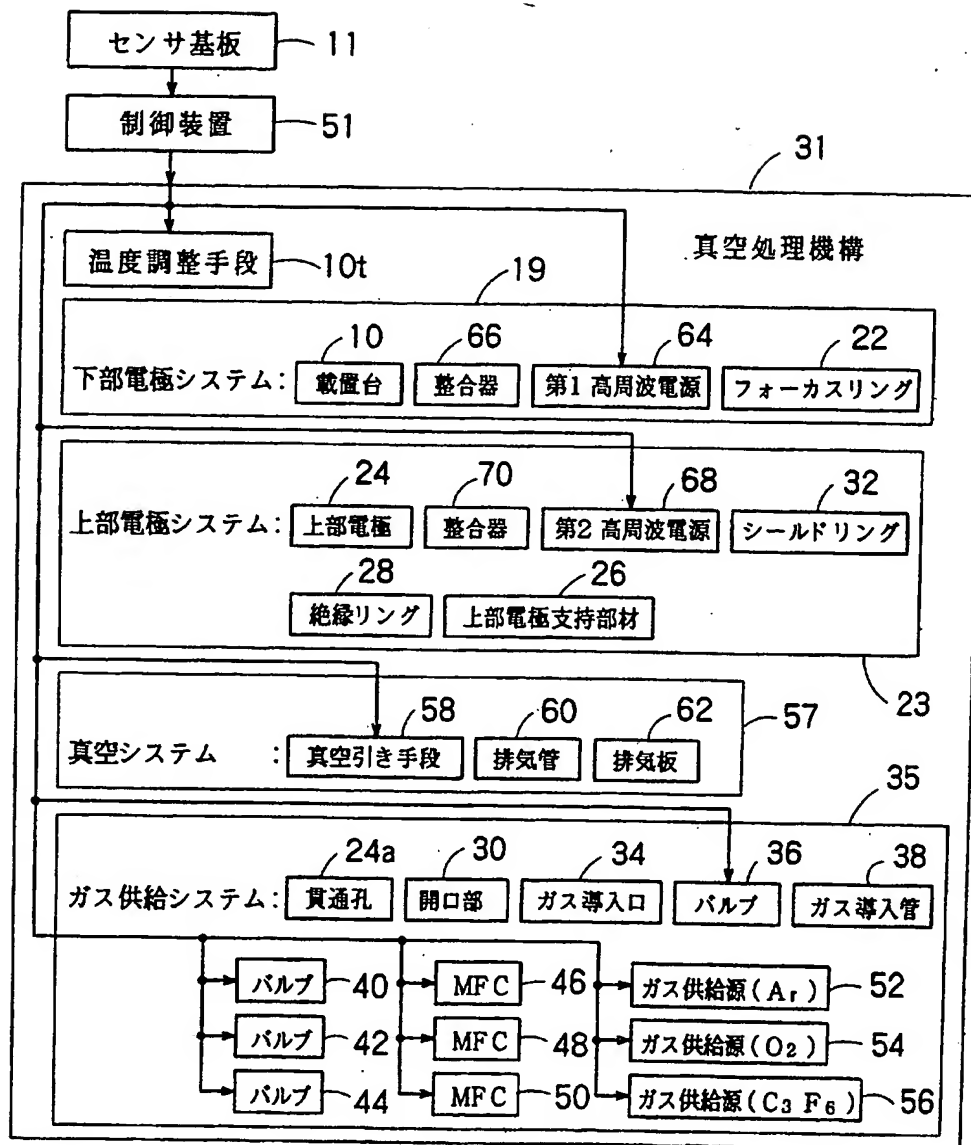 センサ基板 11
制御装置 51
31
温度調整手段 10t
真空処理機構
19
10 66 64 22
下部電極システム: 載置台 整合器 第1高周波電源 フォーカスリング
24 70 68 32
上部電極システム: 上部電極 整合器 第2高周波電源 シールドリング
28 26
絶縁リング 上部電極支持部材
23
58 60 62 57
真空システム : 真空引き手段 排気管 排気板
35
24a 30 34 36 38
ガス供給システム: 貫通孔 開口部 ガス導入口 バルブ ガス導入管
バルブ 40 MFC 46 ガス供給源(Ar) 52
バルブ 42 MFC 48 ガス供給源(O2) 54
バルブ 44 MFC 50 ガス供給源(C3F6) 56